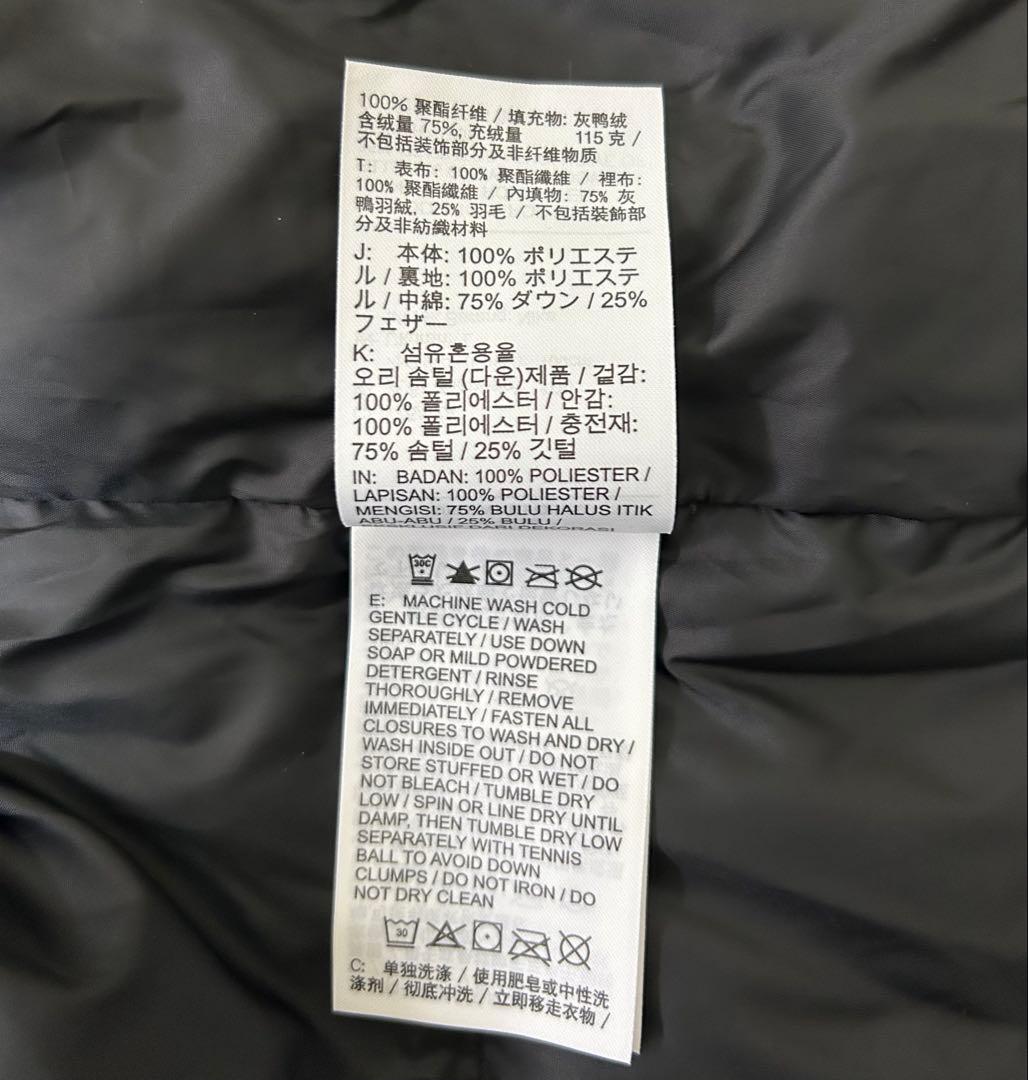 100% 聚酯纤维 / 填充物: 灰鸭绒
含绒量 75%, 充绒量 115 克 /
不包括装饰部分及非纤维物质
T: 表布: 100% 聚酯纖維 / 裡布:
100% 聚酯纖維 / 內填物: 75% 灰
鴨羽絨, 25% 羽毛 / 不包括裝飾部
分及非紡織材料
J: 本体: 100% ポリエステ
ル / 裏地: 100% ポリエステ
ル / 中綿: 75% ダウン / 25%
フェザー
K: 섬유혼용율
오리 솜털 (다운)제품 / 겉감:
100% 폴리에스터 / 안감:
100% 폴리에스터 / 충전재:
75% 솜털 / 25% 깃털
IN: BADAN: 100% POLIESTER /
LAPISAN: 100% POLIESTER /
MENGISI: 75% BULU HALUS ITIK
ABU-ABU / 25% BULU /
DARI DEKORASI
30C
E: MACHINE WASH COLD
GENTLE CYCLE / WASH
SEPARATELY / USE DOWN
SOAP OR MILD POWDERED
DETERGENT / RINSE
THOROUGHLY / REMOVE
IMMEDIATELY / FASTEN ALL
CLOSURES TO WASH AND DRY /
WASH INSIDE OUT / DO NOT
STORE STUFFED OR WET / DO
NOT BLEACH / TUMBLE DRY
LOW / SPIN OR LINE DRY UNTIL
DAMP, THEN TUMBLE DRY LOW
SEPARATELY WITH TENNIS
BALL TO AVOID DOWN
CLUMPS / DO NOT IRON / DO
NOT DRY CLEAN
30
C: 单独洗涤 / 使用肥皂或中性洗
涤剂 / 彻底冲洗 / 立即移走衣物 /